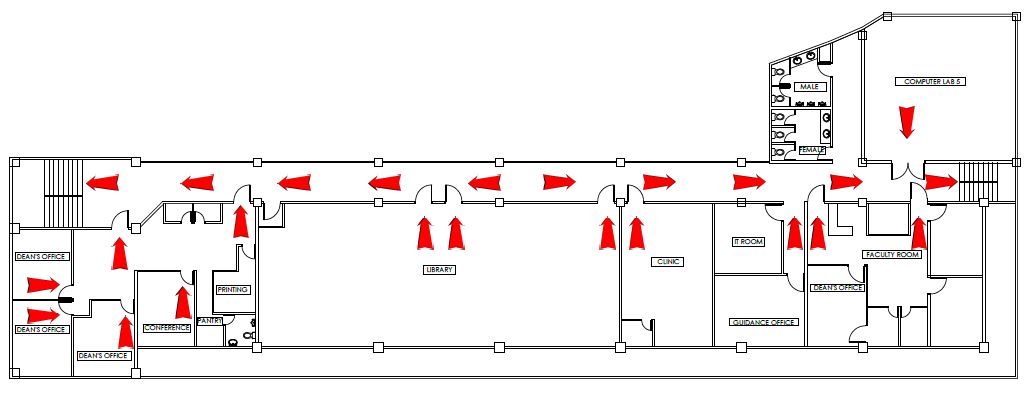 COMPUTER LAB 5
MALE
FEMALE
DEAN'S OFFICE
DEAN'S OFFICE
DEAN'S OFFICE
CONFERENCE
PANTRY
PRINTING
LIBRARY
CLINIC
IT ROOM
GUIDANCE OFFICE
DEAN'S OFFICE
FACULTY ROOM